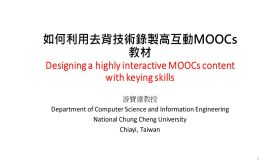 如何利用去背技術錄製高互動MOOCs
教材
Designing a highly interactive MOOCs content
with keying skills
游寶達教授
Department of Computer Science and Information Engineering
National Chung Cheng University
Chiayi, Taiwan
1